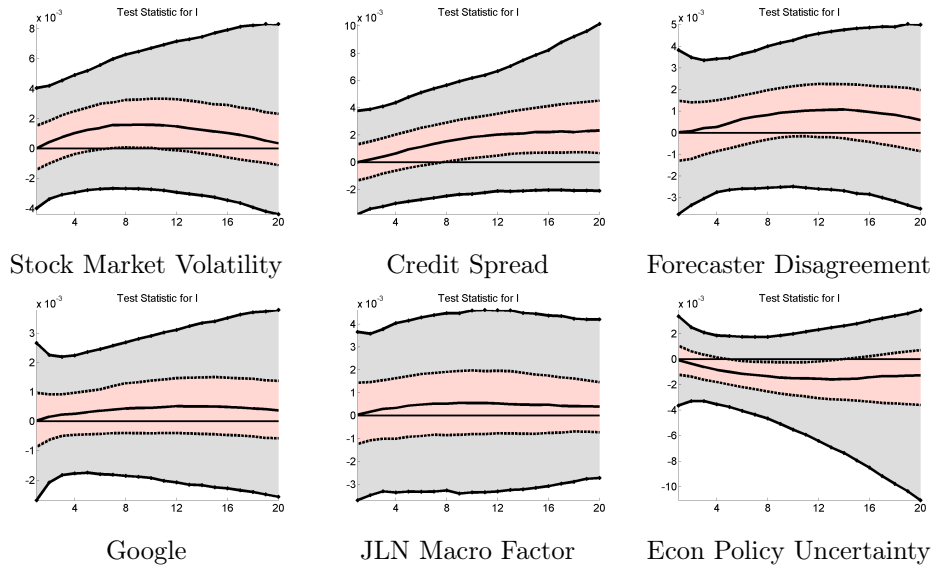 Test Statistic for I
x 10^-3
8
6
4
2
0
-2
-4
4 8 12 16 20
Stock Market Volatility
Test Statistic for I
x 10^-3
10
8
6
4
2
0
-2
4 8 12 16 20
Credit Spread
Test Statistic for I
x 10^-3
5
4
3
2
1
0
-1
-2
-3
4 8 12 16 20
Forecaster Disagreement
Test Statistic for I
x 10^-3
3
2
1
0
-1
-2
4 8 12 16 20
Google
Test Statistic for I
x 10^-3
4
3
2
1
0
-1
-2
-3
4 8 12 16 20
JLN Macro Factor
Test Statistic for I
x 10^-3
2
0
-2
-4
-6
-8
-10
4 8 12 16 20
Econ Policy Uncertainty